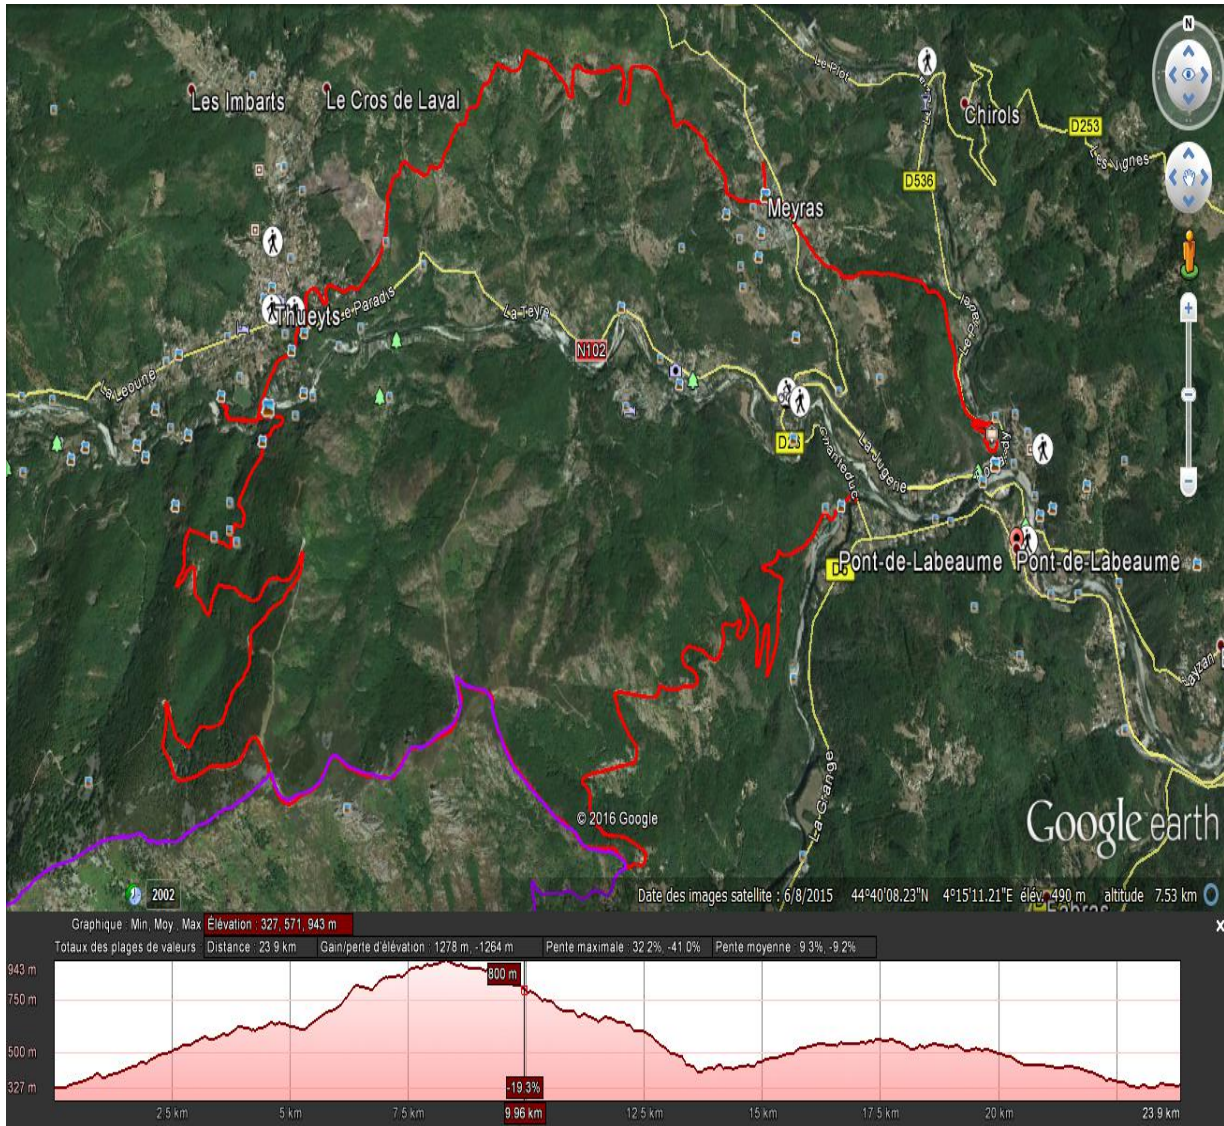 N
Le Plot
Les Imbarts
Le Cros de Laval
Chirols
D253
Les Vignes
D536
Meyras
Thueyts
e Paradis
La Teyre
N102
La Leoune
Chanteduc
La Jugerie
Pont-de-Labeaume
Pont-de-Labeaume
La Grange
© 2016 Google
Google earth
2002
Date des images satellite : 6/8/2015 44°40'08.23"N 4°15'11.21"E élév. 490 m altitude 7.53 km
Fabras
Graphique : Min, Moy , Max Élévation : 327, 571, 943 m
x
Totaux des plages de valeurs : Distance : 23.9 km Gain/perte d'élévation : 1278 m, -1264 m Pente maximale : 32.2%, -41.0% Pente moyenne : 9.3%, -9.2%
943 m
800 m
750 m
500 m
327 m
-19.3%
2.5 km 5 km 7.5 km 9.96 km 12.5 km 15 km 17.5 km 20 km 23.9 km